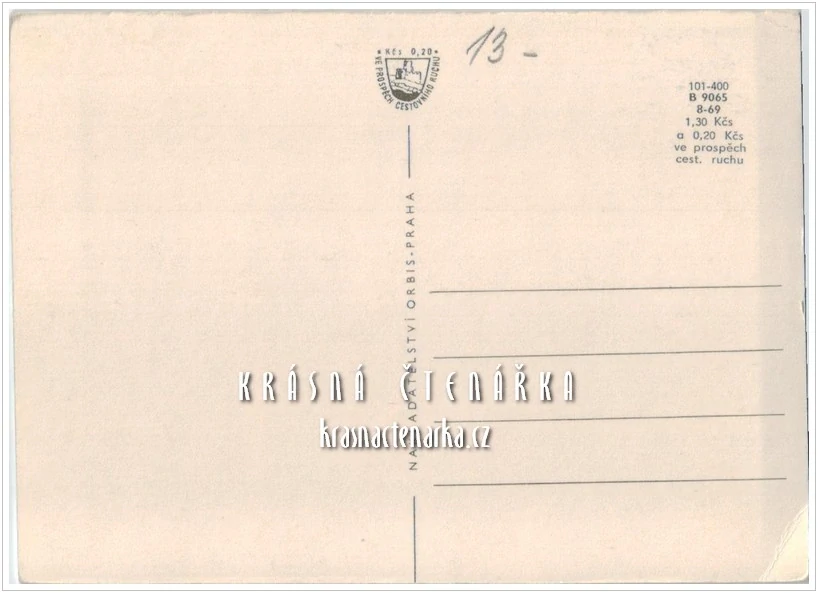 13 –
* Kčs 0,20 *
VE PROSPĚCH CESTOVNÍHO RUCHU
101-400
B 9065
8-69
1,30 Kčs
a 0,20 Kčs
ve prospěch
cest. ruchu
NAKLADATELSTVÍ ORBIS-PRAHA
KRÁSNÁ ČTENÁŘKA
krasnactenarka.cz